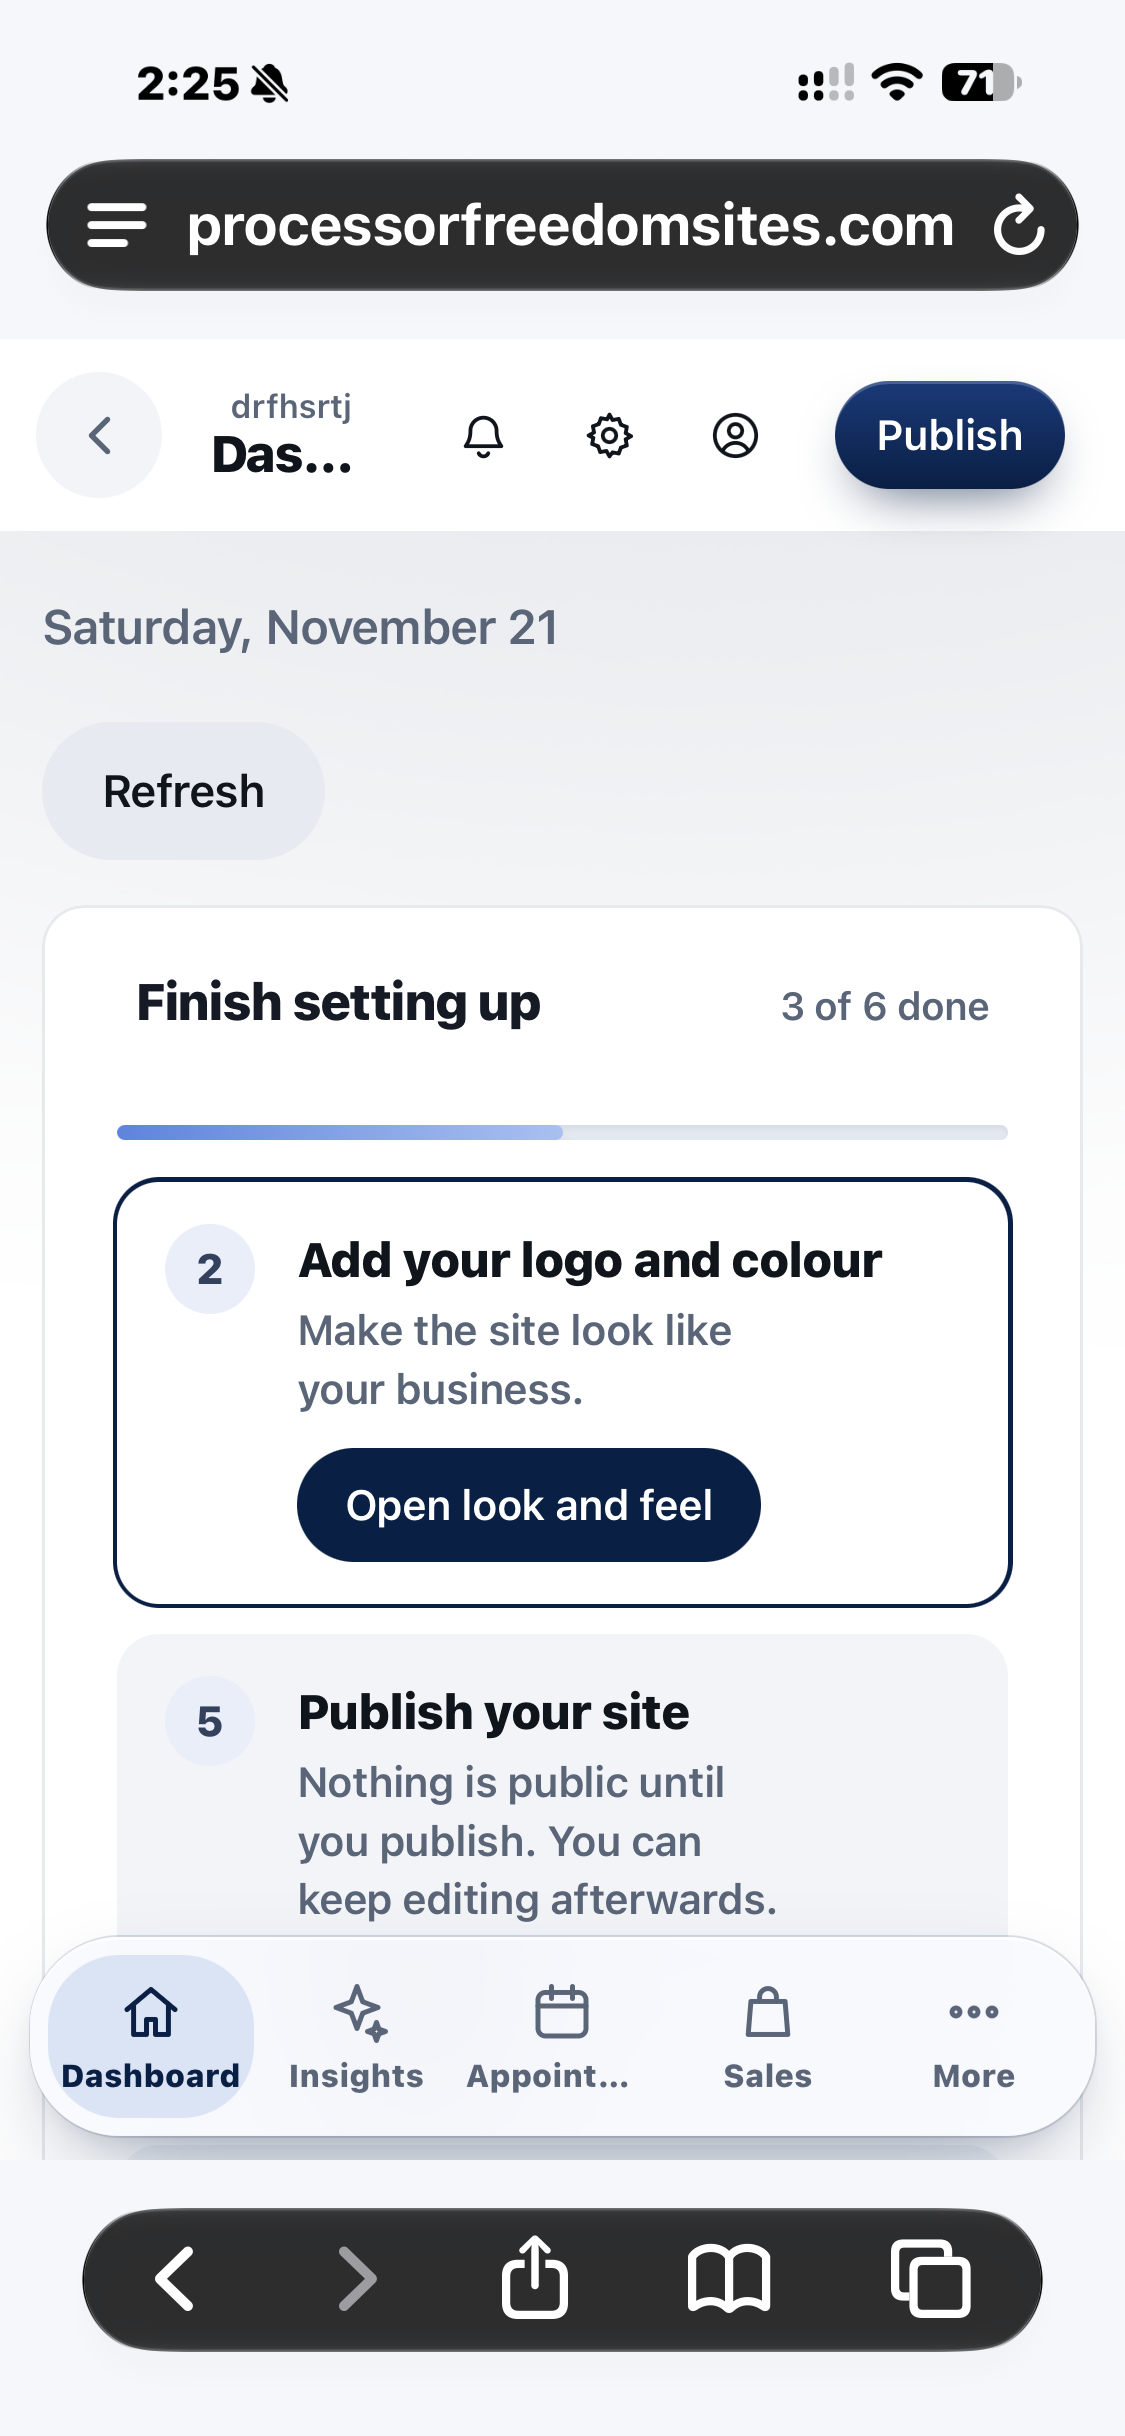 2:25
71
processorfreedomsites.com
drfhsrtj
Das...
Publish
Saturday, November 21
Refresh
Finish setting up
3 of 6 done
2
Add your logo and colour
Make the site look like
your business.
Open look and feel
5
Publish your site
Nothing is public until
you publish. You can
keep editing afterwards.
Dashboard
Insights
Appoint...
Sales
More